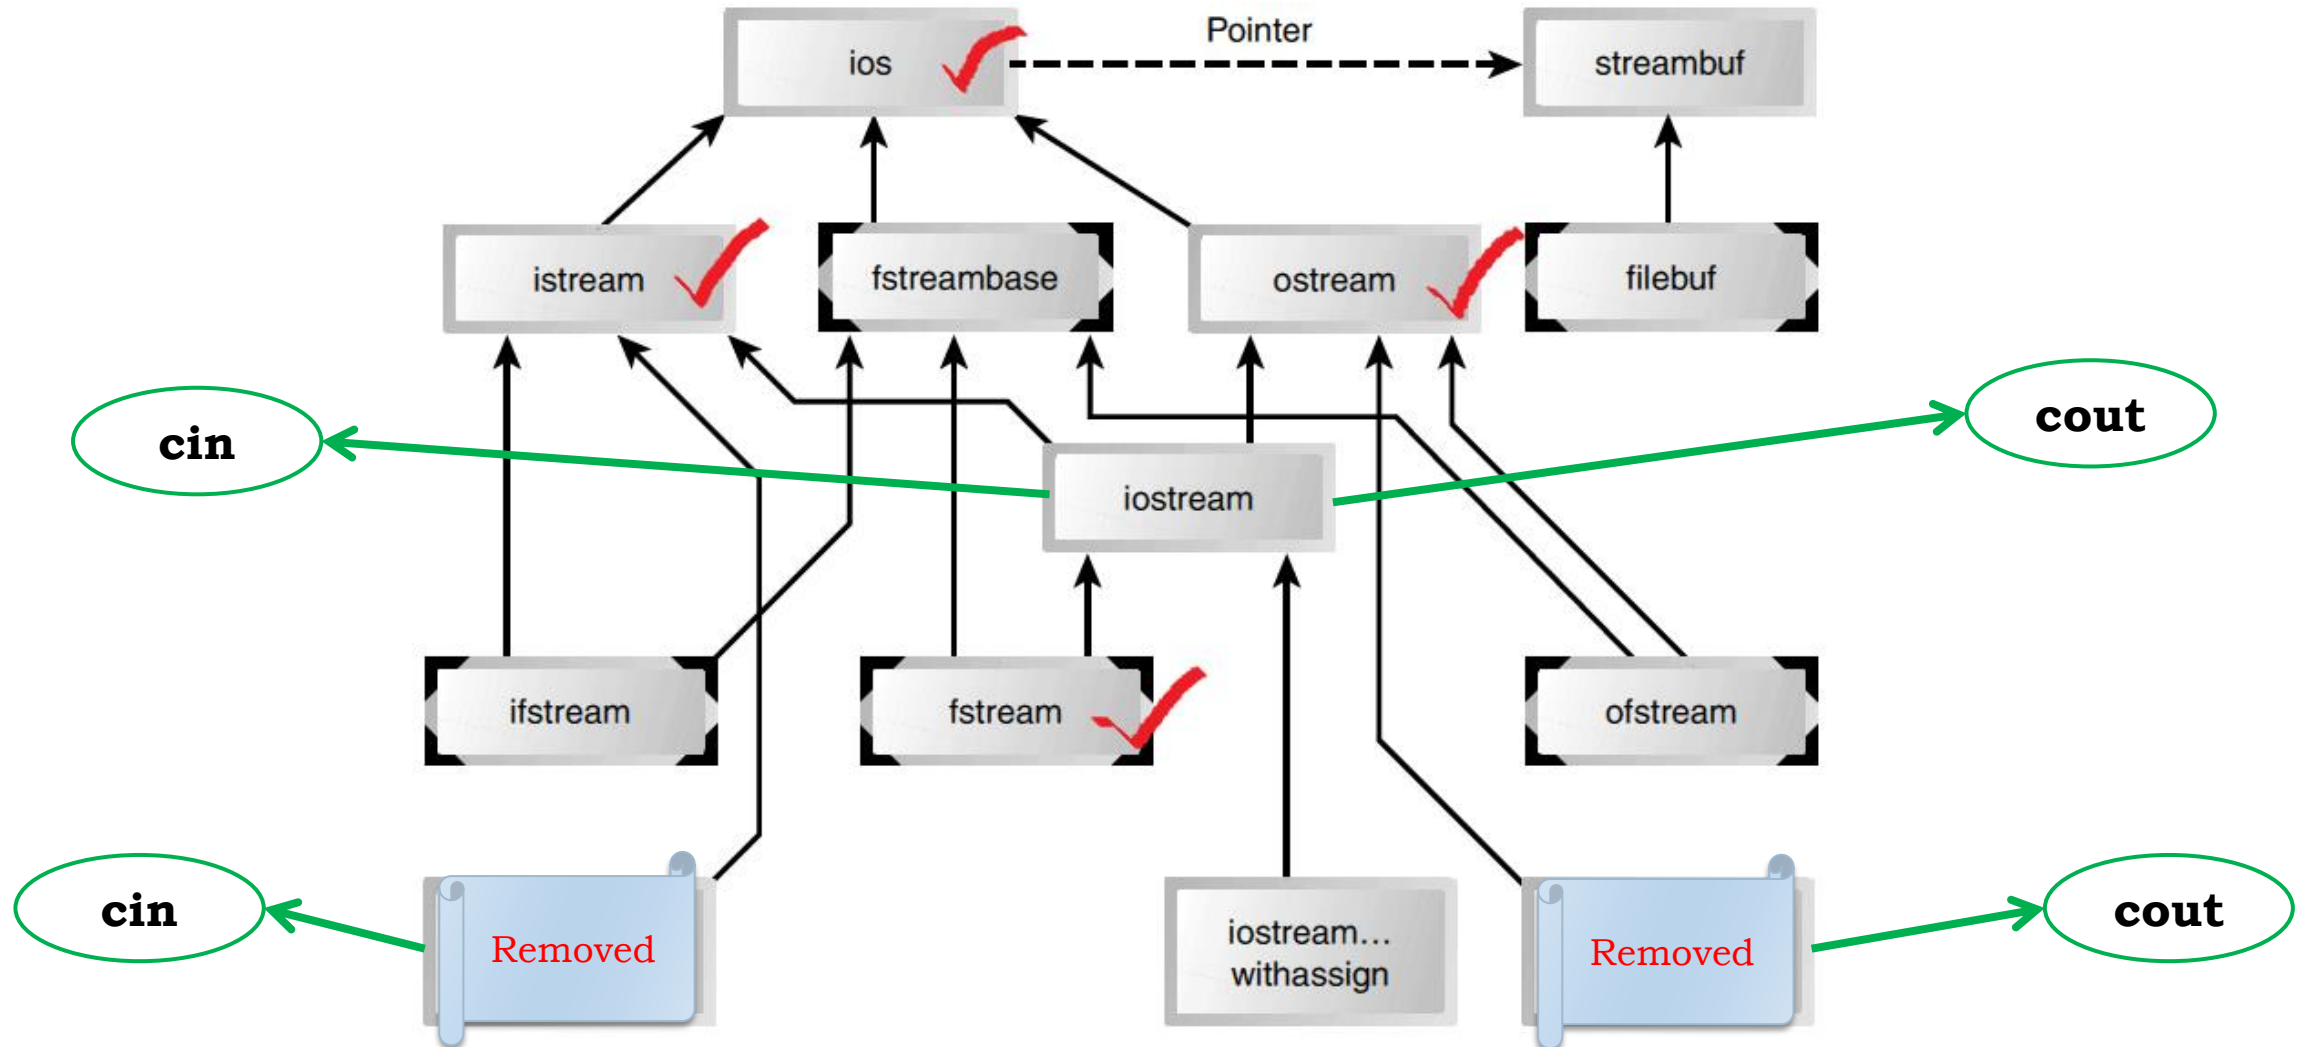 Pointer
ios
streambuf
istream
fstreambase
ostream
filebuf
cin
cout
iostream
ifstream
fstream
ofstream
cin
Removed
iostream...
withassign
Removed
cout